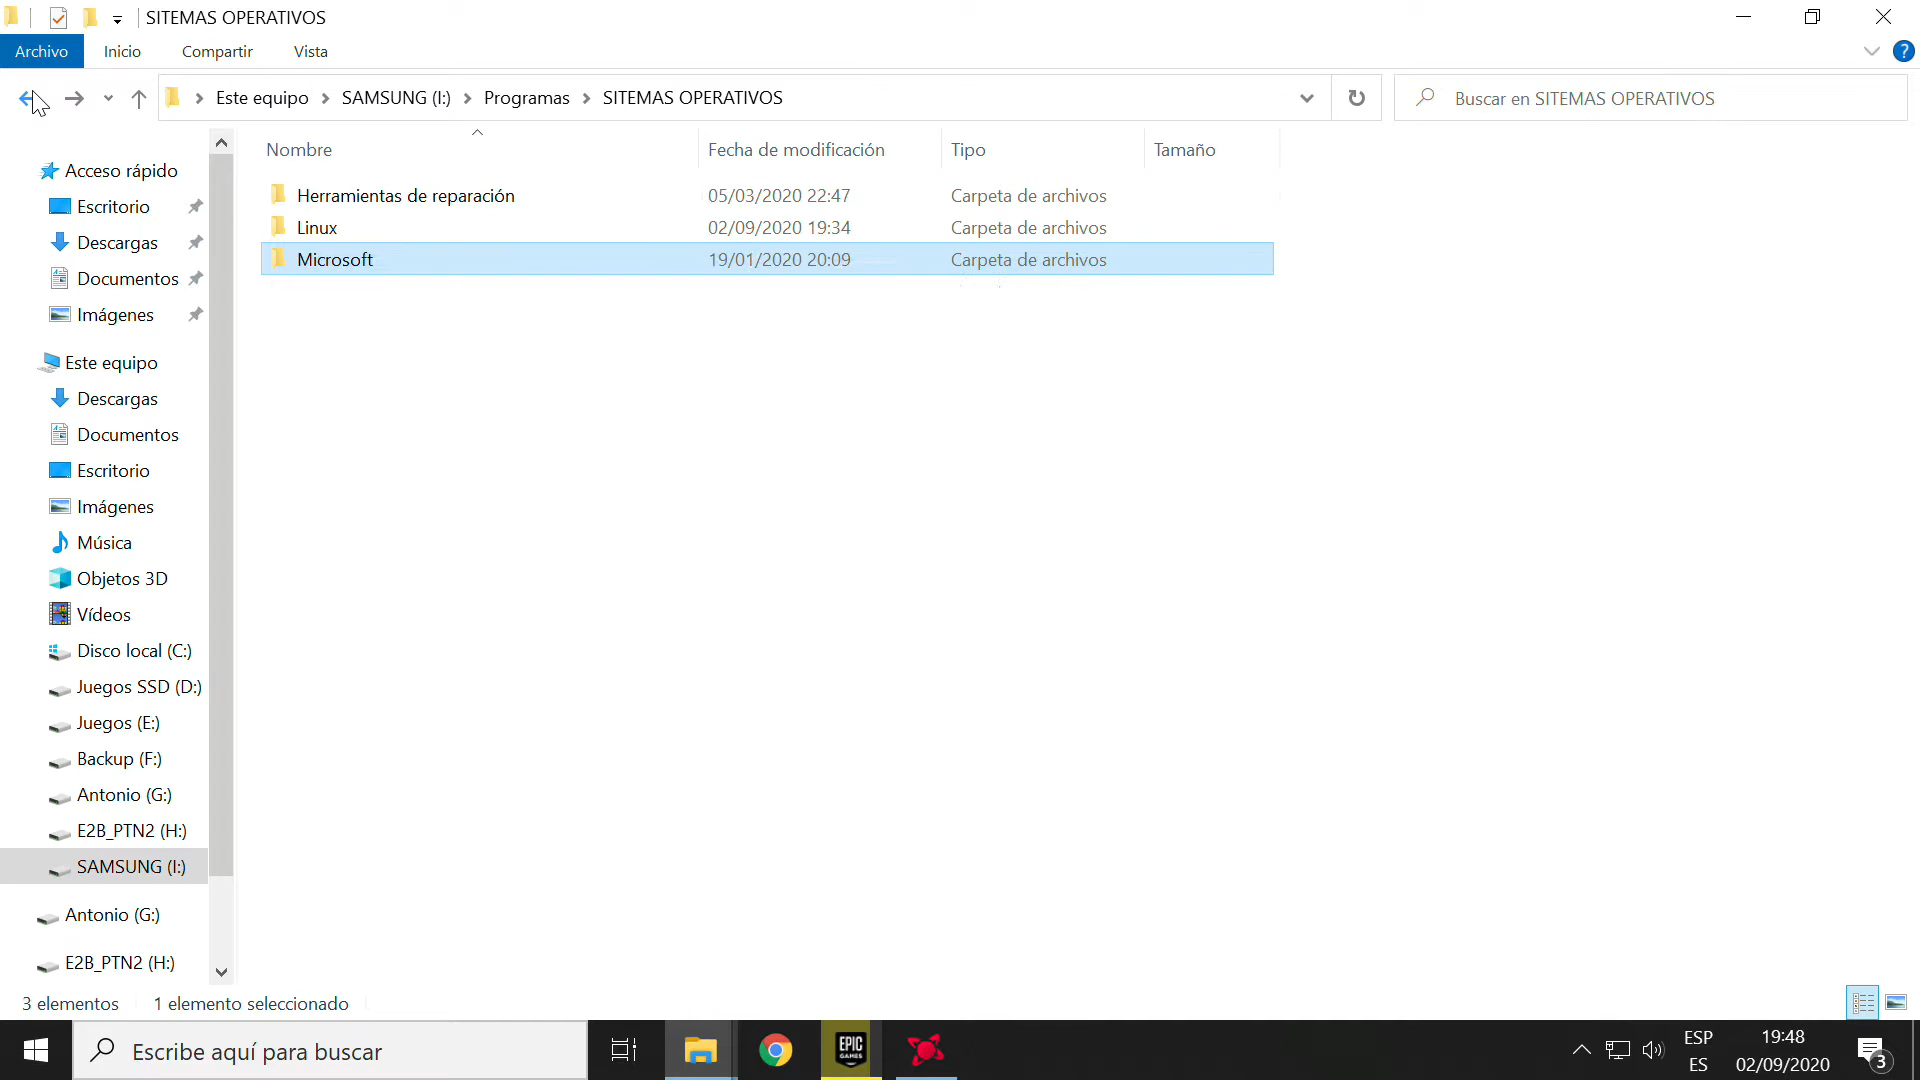 SITEMAS OPERATIVOS
Archivo Inicio Compartir Vista
Este equipo SAMSUNG (I:) Programas SITEMAS OPERATIVOS
Buscar en SITEMAS OPERATIVOS
Nombre Fecha de modificación Tipo Tamaño
Herramientas de reparación 05/03/2020 22:47 Carpeta de archivos
Linux 02/09/2020 19:34 Carpeta de archivos
Microsoft 19/01/2020 20:09 Carpeta de archivos
Acceso rápido
Escritorio
Descargas
Documentos
Imágenes
Este equipo
Descargas
Documentos
Escritorio
Imágenes
Música
Objetos 3D
Vídeos
Disco local (C:)
Juegos SSD (D:)
Juegos (E:)
Backup (F:)
Antonio (G:)
E2B_PTN2 (H:)
SAMSUNG (I:)
Antonio (G:)
E2B_PTN2 (H:)
3 elementos 1 elemento seleccionado
Escribe aquí para buscar
EPIC
GAMES
ESP
ES
19:48
02/09/2020
3